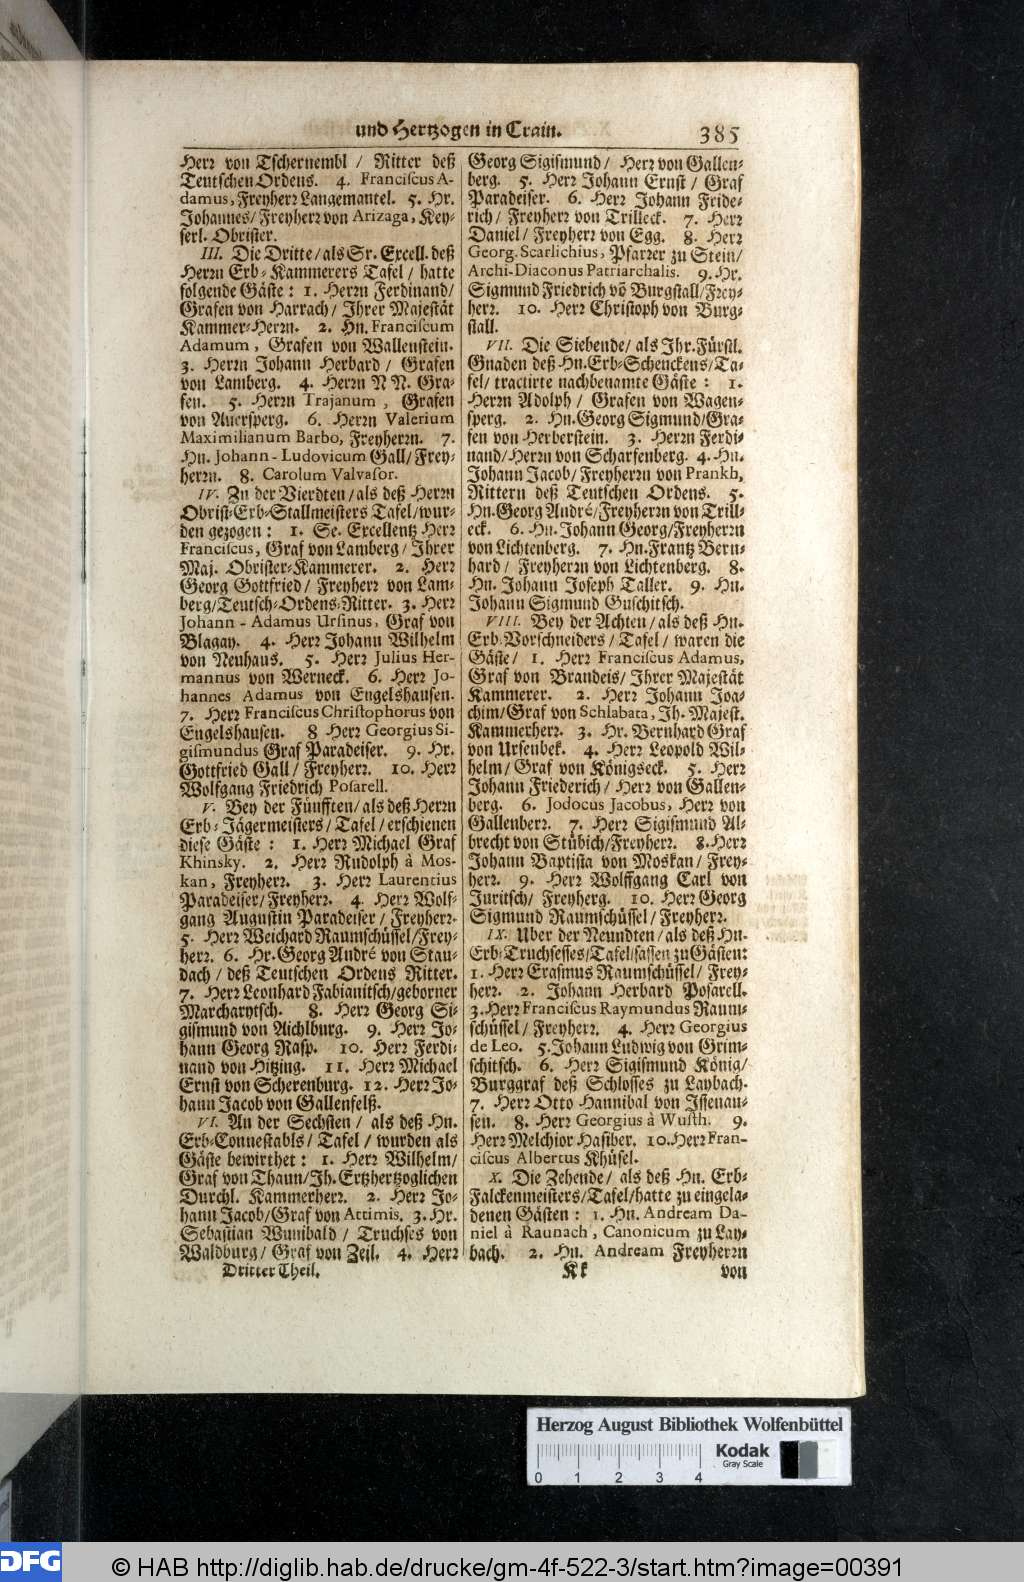 und Hertzogen in Crain. 385
Herr von Tschernembl / Ritter deß
Teutschen Ordens. 4. Franciscus A-
damus, Freyherr Langemantel. 5. Hr.
Johannes / Freyherr von Arizaga, Key-
serl. Obrister.
III. Die Dritte / als Sr. Excell. deß
Herrn Erb-Kammerers Tafel / hatte
folgende Gäste: 1. Herrn Ferdinand /
Grafen von Harrach / Ihrer Majestät
Kammer-Herrn. 2. Hn. Franciscum
Adamum, Grafen von Wallenstein.
3. Herrn Johann Herbard / Grafen
von Lamberg. 4. Herrn N N. Gra-
fen. 5. Herrn Trajanum, Grafen
von Auersperg. 6. Herrn Valerium
Maximilianum Barbo, Freyherrn. 7.
Hn. Johann-Ludovicum Gall / Frey-
herrn. 8. Carolum Valvasor.
IV. Zu der Vierdten / als deß Herrn
Obrist-Erb-Stallmeisters Tafel / wur-
den gezogen: 1. Se. Excellentz Herr
Franciscus, Graf von Lamberg / Ihrer
Maj. Obrister-Kammerer. 2. Herr
Georg Gottfried / Freyherr von Lam-
berg / Teutsch-Ordens-Ritter. 3. Herr
Johann-Adamus Ursinus, Graf von
Blagay. 4. Herr Johann Wilhelm
von Neuhaus. 5. Herr Julius Her-
mannus von Werneck. 6. Herr Jo-
hannes Adamus von Engelshausen.
7. Herr Franciscus Christophorus von
Engelshausen. 8 Herr Georgius Si-
gismundus Graf Paradeiser. 9. Hr.
Gottfried Gall / Freyherr. 10. Herr
Wolfgang Friedrich Posarell.
V. Bey der Fünfften / als deß Herrn
Erb-Jägermeisters / Tafel / erschienen
diese Gäste: 1. Herr Michael Graf
Khinsky. 2. Herr Rudolph à Mos-
kan, Freyherr. 3. Herr Laurentius
Paradeiser / Freyherr. 4. Herr Wolf-
gang Augustin Paradeiser / Freyherr.
5. Herr Weichard Raumschüssel / Frey-
herr. 6. Hr. Georg André von Stau-
dach / deß Teutschen Ordens Ritter.
7. Herr Leonhard Fabianitsch / geborner
Marcharytsch. 8. Herr Georg Si-
gismund von Aichlburg. 9. Herr Jo-
hann Georg Rasp. 10. Herr Ferdi-
nand von Hitzing. 11. Herr Michael
Ernst von Scherenburg. 12. Herr Jo-
hann Jacob von Gallenfelß.
VI. An der Sechsten / als deß Hn.
Erb-Connestabls / Tafel / wurden als
Gäste bewirthet: 1. Herr Wilhelm /
Graf von Thaun / Ih. Ertzhertzoglichen
Durchl. Kammerherr. 2. Herr Jo-
hann Jacob / Graf von Attimis. 3. Hr.
Sebastian Wunibald / Truchses von
Waldburg / Graf von Zeil. 4. Herr
Dritter Theil.
Georg Sigismund / Herr von Gallen-
berg. 5. Herr Johann Ernst / Graf
Paradeiser. 6. Herr Johann Fride-
rich / Freyherr von Trilleck. 7. Herr
Daniel / Freyherr von Egg. 8. Herr
Georg. Scarlichius, Pfarrer zu Stein /
Archi-Diaconus Patriarchalis. 9. Hr.
Sigmund Friedrich võ Burgstall / Frey-
herr. 10. Herr Christoph von Burg-
stall.
VII. Die Siebende / als Ihr. Fürstl.
Gnaden deß Hn. Erb-Schenckens / Ta-
fel / tractirte nachbenamte Gäste: 1.
Herrn Adolph / Grafen von Wagen-
sperg. 2. Hn. Georg Sigmund / Gra-
fen von Herberstein. 3. Herrn Ferdi-
nand / Herrn von Scharfenberg. 4. Hn.
Johann Jacob / Freyherrn von Prankh,
Rittern deß Teutschen Ordens. 5.
Hn. Georg André / Freyherrn von Trill-
eck. 6. Hn. Johann Georg / Freyherrn
von Lichtenberg. 7. Hn. Frantz Bern-
hard / Freyherrn von Lichtenberg. 8.
Hn. Johann Joseph Taller. 9. Hn.
Johann Sigmund Guschitsch.
VIII. Bey der Achten / als deß Hn.
Erb-Vorschneiders / Tafel / waren die
Gäste / 1. Herr Franciscus Adamus,
Graf von Brandeis / Ihrer Majestät
Kammerer. 2. Herr Johann Joa-
chim / Graf von Schlabata, Ih. Majest.
Kammerherr. 3. Hr. Bernhard Graf
von Ursenbek. 4. Herr Leopold Wil-
helm / Graf von Königseck. 5. Herr
Johann Friederich / Herr von Gallen-
berg. 6. Jodocus Jacobus, Herr von
Gallenberr. 7. Herr Sigismund Al-
brecht von Stübich / Freyherr. 8. Herr
Johann Baptista von Moskau / Frey-
herr. 9. Herr Wolffgang Carl von
Juritsch / Freyherg. 10. Herr Georg
Sigmund Raumschüssel / Freyherr.
IX. Uber der Neundten / als deß Hn.
Erb-Truchsesses / Tafel / sassen zu Gästen:
1. Herr Erasmus Raumschüssel / Frey-
herr. 2. Johann Herbard Posarell.
3. Herr Franciscus Raymundus Raum-
schüssel / Freyherr. 4. Herr Georgius
de Leo. 5. Johann Ludwig von Grim-
schitsch. 6. Herr Sigismund König /
Burggraf deß Schlosses zu Laybach.
7. Herr Otto Hannibal von Issenau-
sen. 8. Herr Georgius à Wusth. 9.
Herr Melchior Hasiber. 10. Herr Fran-
ciscus Albertus Khüsel.
X. Die Zehende / als deß Hn. Erb-
Falckenmeisters / Tafel / hatte zu eingela-
denen Gästen: 1. Hn. Andream Da-
niel à Raunach, Canonicum zu Lay-
bach. 2. Hn. Andream Freyherrn
Kk von
Herzog August Bibliothek Wolfenbüttel
0 1 2 3 4
Kodak
Gray Scale
DFG
© HAB http://diglib.hab.de/drucke/gm-4f-522-3/start.htm?image=00391